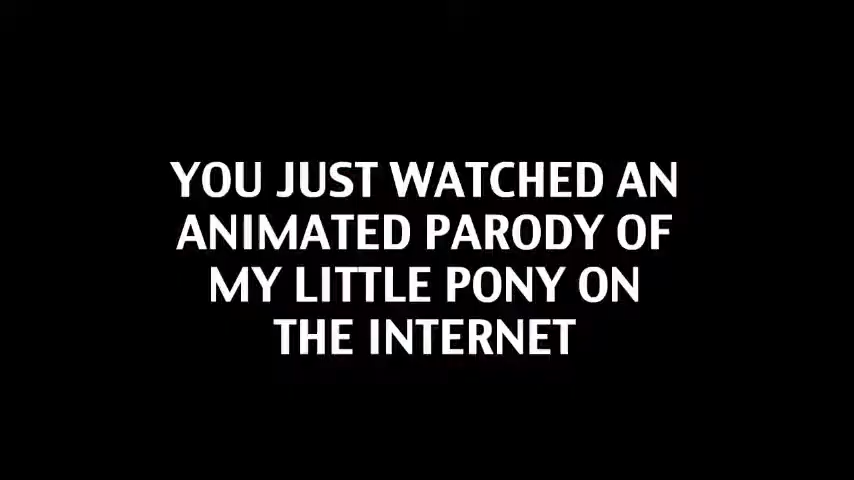 YOU JUST WATCHED AN
ANIMATED PARODY OF
MY LITTLE PONY ON
THE INTERNET